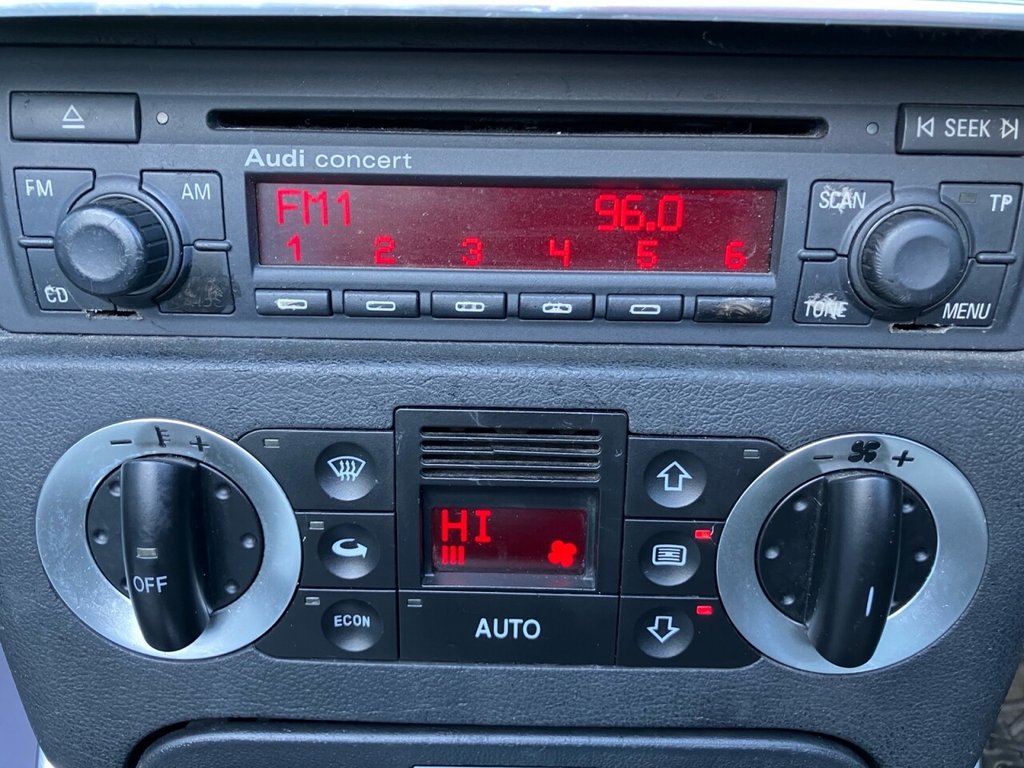 SEEK
Audi concert
FM AM
FM1 96.0
SCAN TP
1 2 3 4 5 6
CD
TONE MENU
- + - +
HI
OFF
ECON AUTO